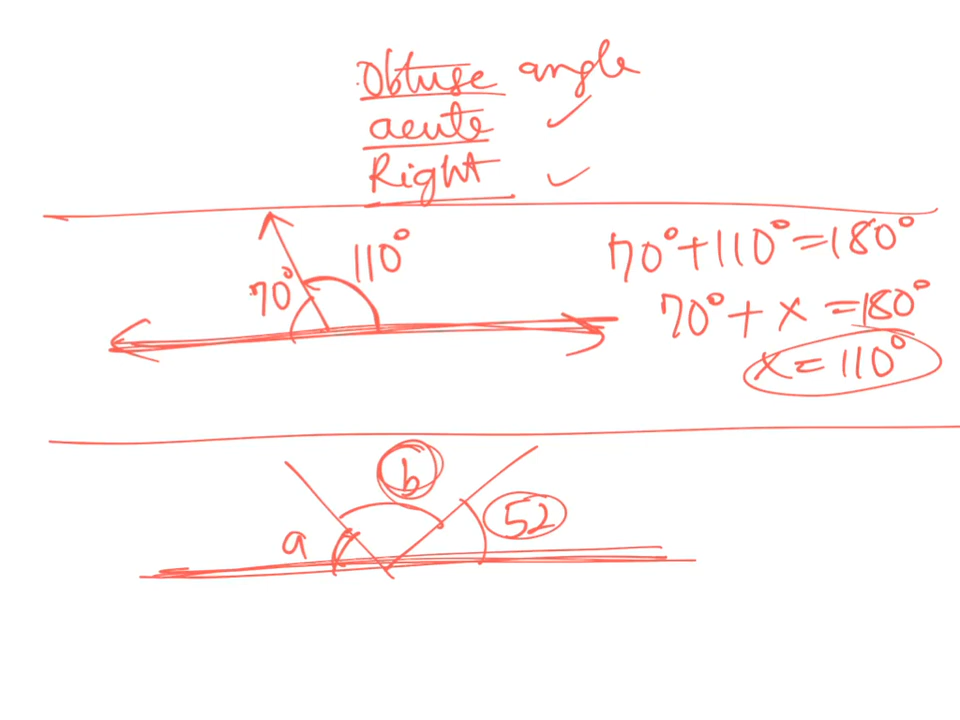 Obtuse angle
acute
Right
70° 110°
70°+110°=180°
70°+x=180°
x=110°
a b 52